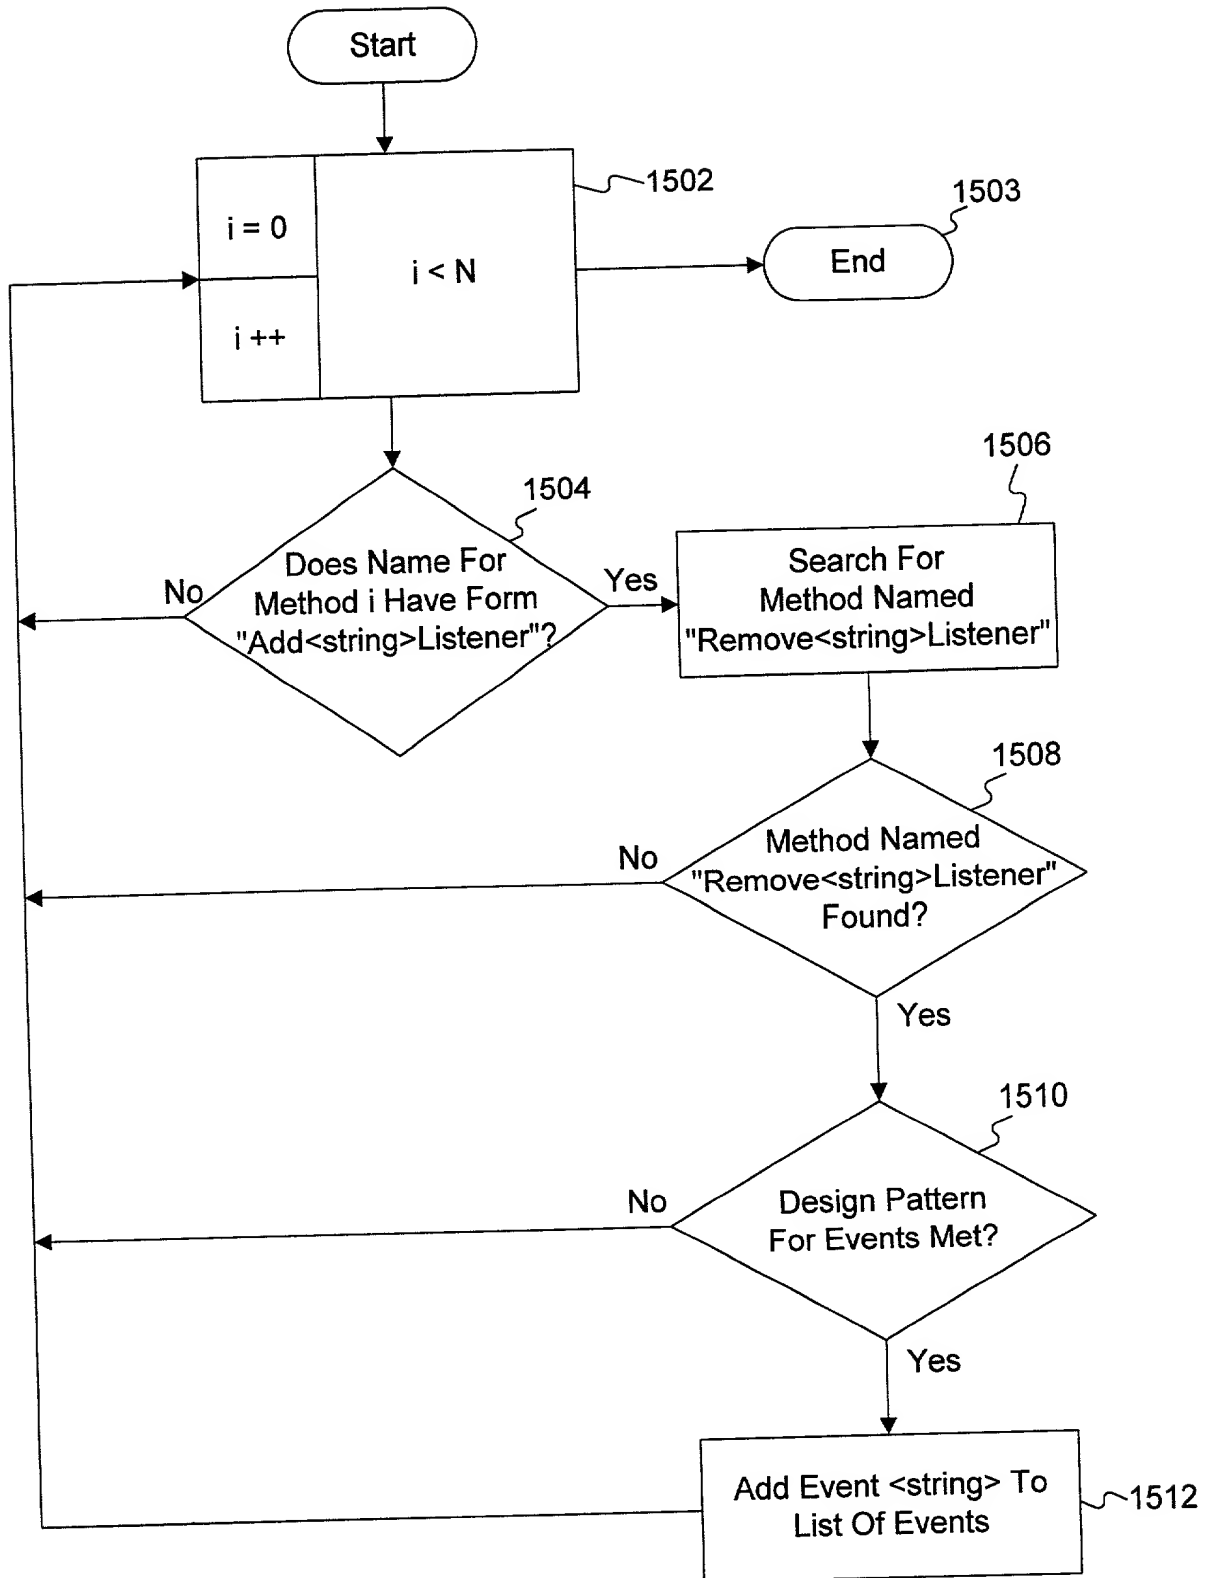 Start
1502
i = 0
i < N
i ++
1503
End
1504
Does Name For
Method i Have Form
"Add<string>Listener"?
No
Yes
1506
Search For
Method Named
"Remove<string>Listener"
1508
Method Named
"Remove<string>Listener"
Found?
No
Yes
1510
Design Pattern
For Events Met?
No
Yes
Add Event <string> To
List Of Events
1512